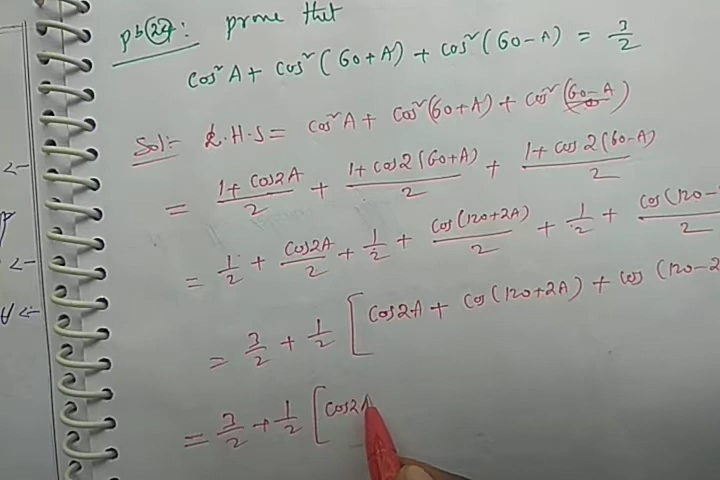 pb(24): prove that
cos²A + cos²(60+A) + cos²(60-A) = 3/2
Sol:- L.H.S = cos²A + cos²(60+A) + cos²(60-A)
= (1+cos2A)/2 + (1+cos2(60+A))/2 + (1+cos2(60-A))/2
= 1/2 + cos2A/2 + 1/2 + cos(120+2A)/2 + 1/2 + cos(120-/2
= 3/2 + 1/2 [cos2A + cos(120+2A) + cos(120-2
= 3/2 + 1/2 [cos2A